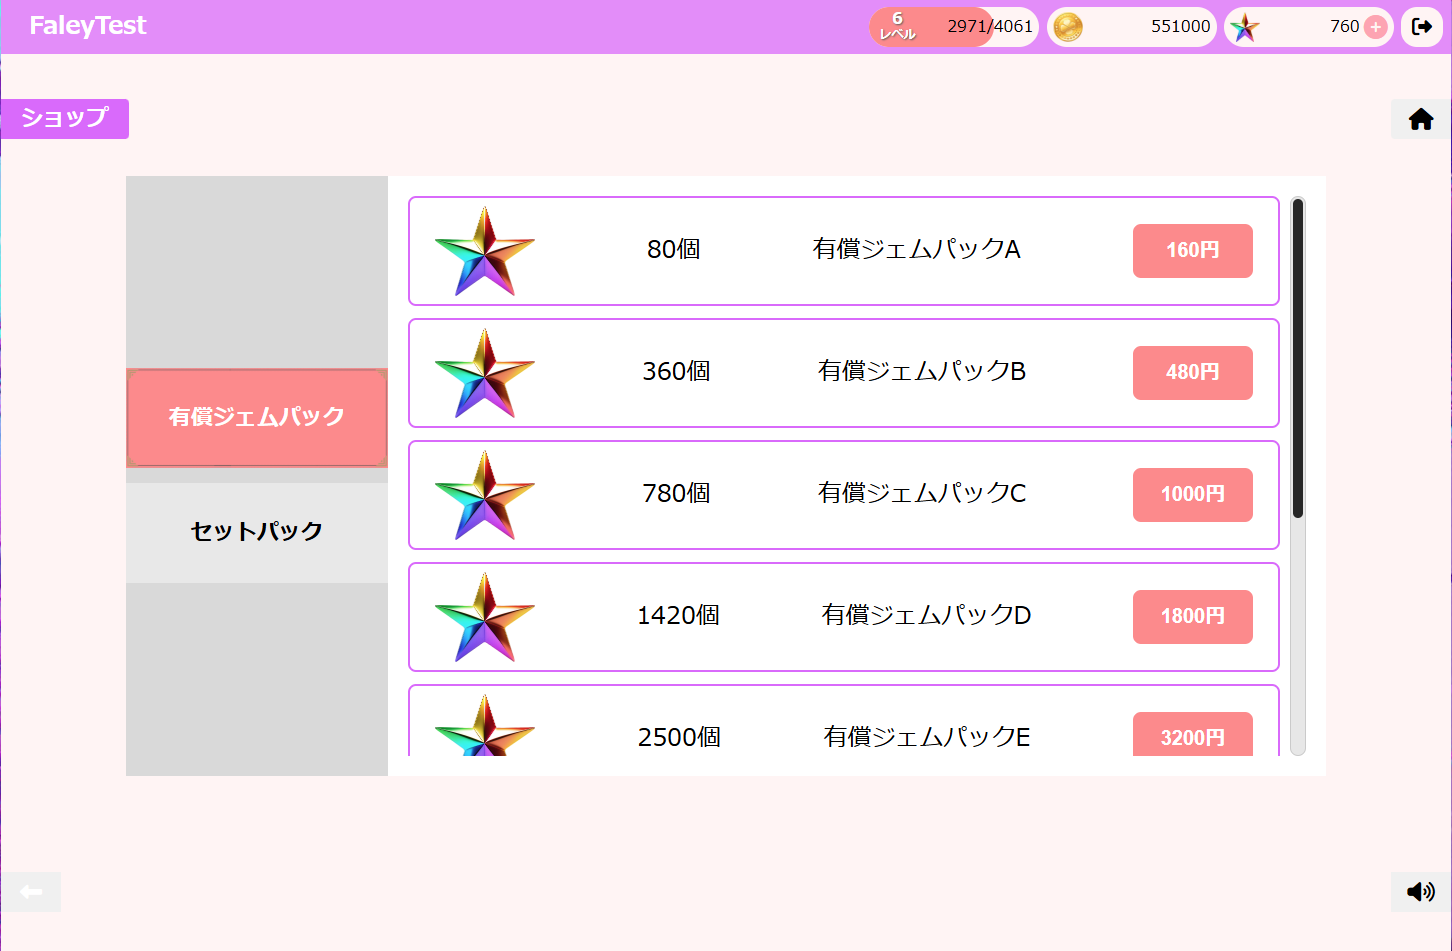 FaleyTest
6
レベル
2971/4061
551000
760
ショップ
有償ジェムパック
セットパック
80個 有償ジェムパックA 160円
360個 有償ジェムパックB 480円
780個 有償ジェムパックC 1000円
1420個 有償ジェムパックD 1800円
2500個 有償ジェムパックE 3200円